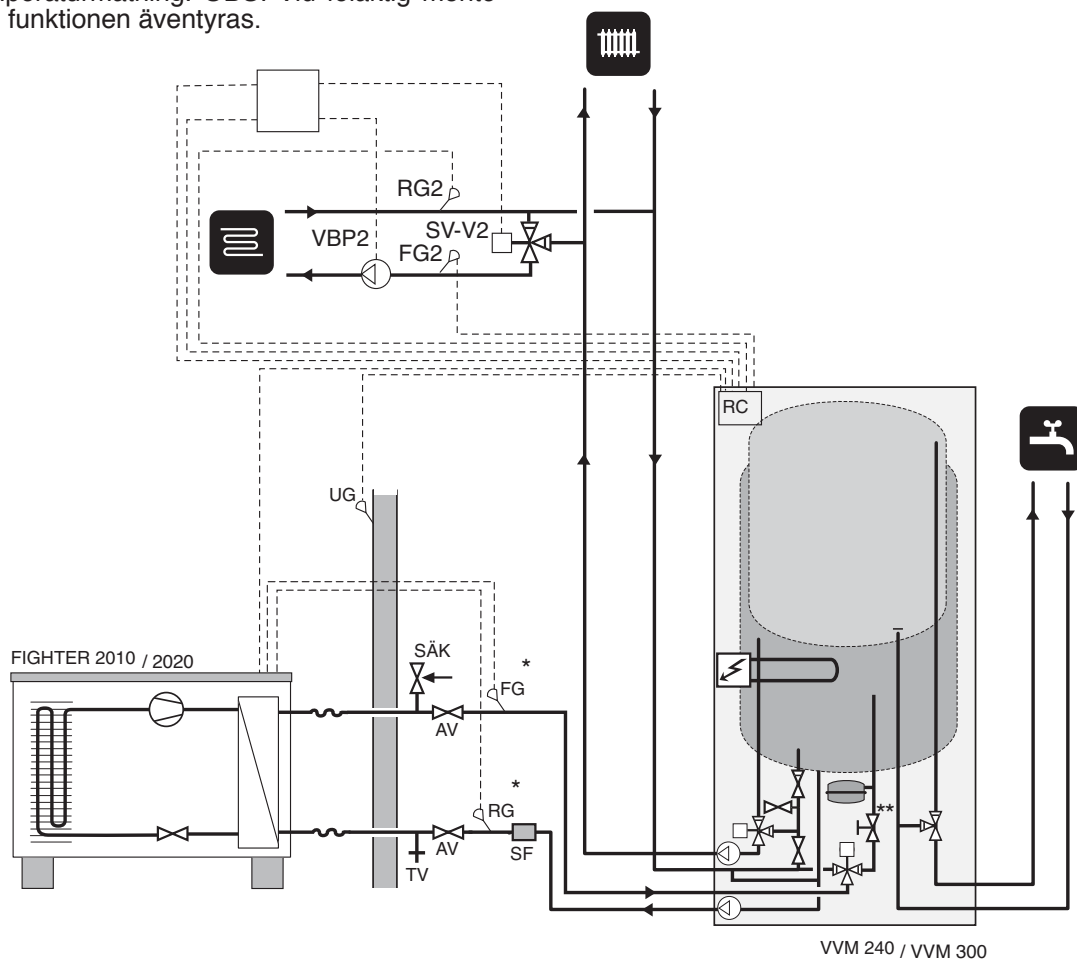 funktionen äventyras.
RG2
SV-V2
VBP2
FG2
RC
UG
SÄK
FIGHTER 2010 / 2020
*
FG
AV
*
RG
**
AV
SF
TV
VVM 240 / VVM 300